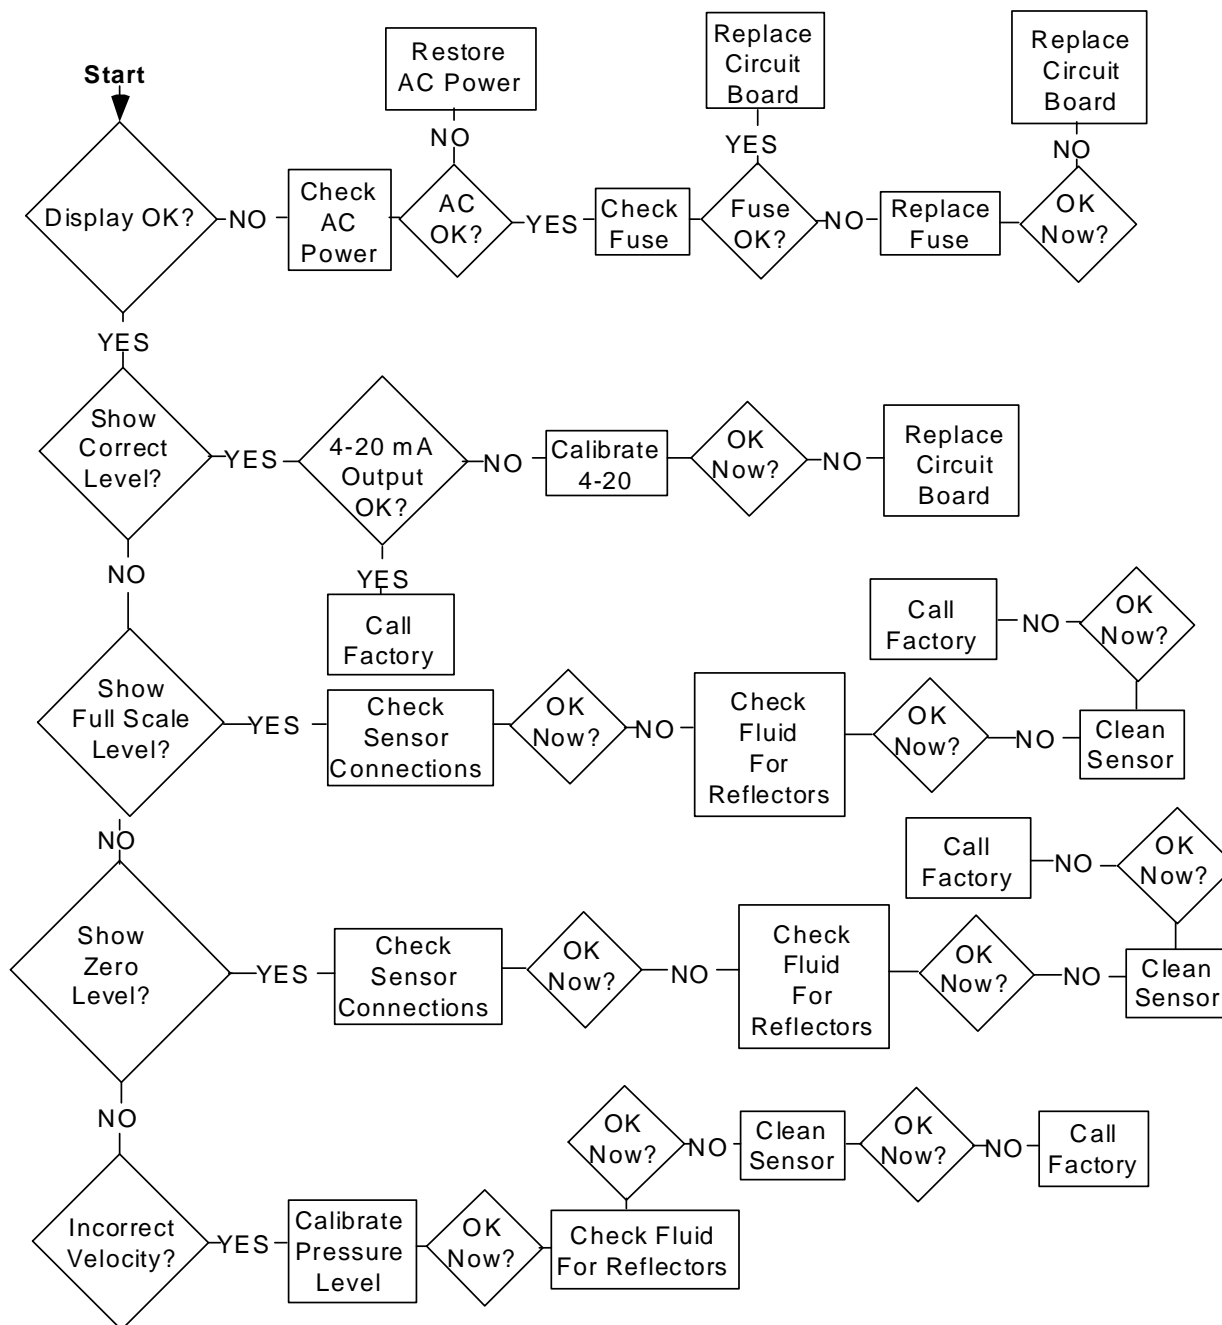 Start
Display OK?
NO
Check
AC
Power
AC
OK?
NO
Restore
AC Power
YES
Check
Fuse
Fuse
OK?
YES
Replace
Circuit
Board
NO
Replace
Fuse
OK
Now?
NO
Replace
Circuit
Board
YES
Show
Correct
Level?
YES
4-20 mA
Output
OK?
NO
Calibrate
4-20
OK
Now?
NO
Replace
Circuit
Board
YES
Call
Factory
NO
Show
Full Scale
Level?
YES
Check
Sensor
Connections
OK
Now?
NO
Check
Fluid
For
Reflectors
OK
Now?
NO
Clean
Sensor
OK
Now?
NO
Call
Factory
NO
Show
Zero
Level?
YES
Check
Sensor
Connections
OK
Now?
NO
Check
Fluid
For
Reflectors
OK
Now?
NO
Clean
Sensor
OK
Now?
NO
Call
Factory
NO
Incorrect
Velocity?
YES
Calibrate
Pressure
Level
OK
Now?
Check Fluid
For Reflectors
OK
Now?
NO
Clean
Sensor
OK
Now?
NO
Call
Factory